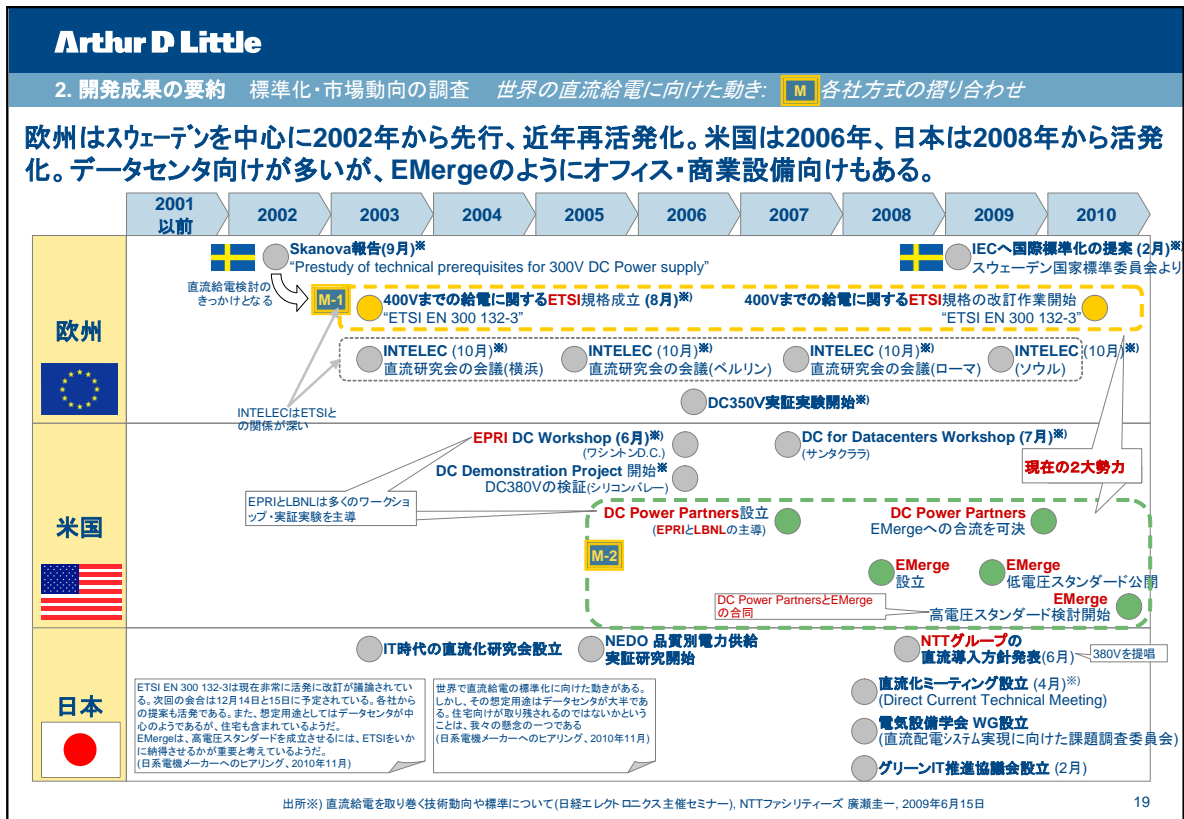 Arthur D Little
2. 開発成果の要約 標準化・市場動向の調査 世界の直流給電に向けた動き: M 各社方式の摺り合わせ
欧州はスウェーデンを中心に2002年から先行、近年再活発化。米国は2006年、日本は2008年から活発
化。データセンタ向けが多いが、EMergeのようにオフィス・商業設備向けもある。
2001
以前
2002
2003
2004
2005
2006
2007
2008
2009
2010
欧州
Skanova報告(9月)※
"Prestudy of technical prerequisites for 300V DC Power supply"
IECへ国際標準化の提案 (2月)※)
スウェーデン国家標準委員会より
直流給電検討の
きっかけとなる
M-1
400Vまでの給電に関するETSI規格成立 (8月)※)
"ETSI EN 300 132-3"
400Vまでの給電に関するETSI規格の改訂作業開始
"ETSI EN 300 132-3"
INTELEC (10月)※)
直流研究会の会議(横浜)
INTELEC (10月)※)
直流研究会の会議(ベルリン)
INTELEC (10月)※)
直流研究会の会議(ローマ)
INTELEC (10月)※)
(ソウル)
INTELECはETSIと
の関係が深い
DC350V実証実験開始※)
米国
EPRI DC Workshop (6月)※)
(ワシントンD.C.)
DC for Datacenters Workshop (7月)※)
(サンタクララ)
現在の2大勢力
DC Demonstration Project 開始※
DC380Vの検証(シリコンバレー)
EPRIとLBNLは多くのワークショ
ップ・実証実験を主導
DC Power Partners設立
(EPRIとLBNLの主導)
DC Power Partners
EMergeへの合流を可決
M-2
EMerge
設立
EMerge
低電圧スタンダード公開
DC Power PartnersとEMerge
の合同
EMerge
高電圧スタンダード検討開始
日本
IT時代の直流化研究会設立
NEDO 品質別電力供給
実証研究開始
NTTグループの
直流導入方針発表(6月)
380Vを提唱
直流化ミーティング設立 (4月)※)
(Direct Current Technical Meeting)
電気設備学会 WG設立
(直流配電システム実現に向けた課題調査委員会)
グリーンIT推進協議会設立 (2月)
ETSI EN 300 132-3は現在非常に活発に改訂が議論されてい
る。次回の会合は12月14日と15日に予定されている。各社から
の提案も活発である。また、想定用途としてはデータセンタが中
心のようであるが、住宅も含まれているようだ。
EMergeは、高電圧スタンダードを成立させるには、ETSIをいか
に納得させるかが重要と考えているようだ。
(日系電機メーカーへのヒアリング、2010年11月)
世界で直流給電の標準化に向けた動きがある。
しかし、その想定用途はデータセンタが大半であ
る。住宅向けが取り残されるのではないかという
ことは、我々の懸念の一つである
(日系電機メーカーへのヒアリング、2010年11月)
出所※) 直流給電を取り巻く技術動向や標準について(日経エレクトロニクス主催セミナー), NTTファシリティーズ 廣瀬圭一, 2009年6月15日
19